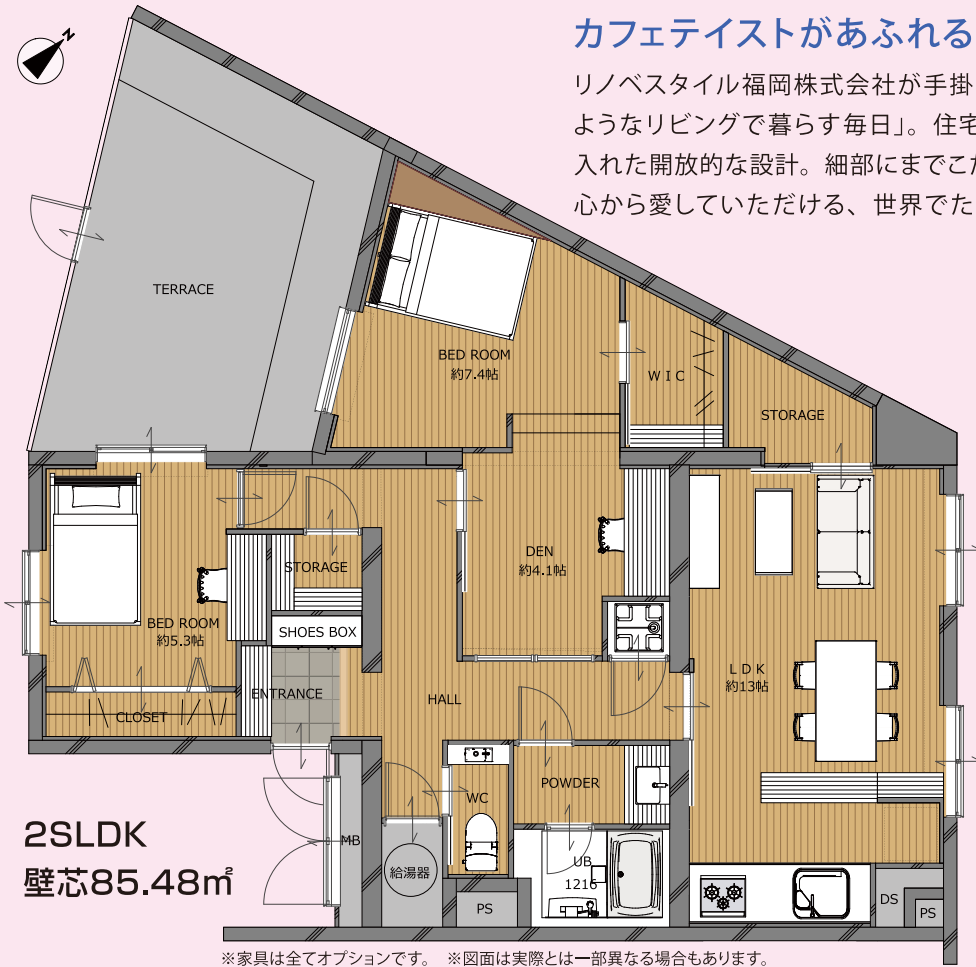 カフェテイストがあふれる
リノベスタイル福岡株式会社が手掛
ようなリビングで暮らす毎日」。住宅
入れた開放的な設計。細部にまでこだ
心から愛していただける、世界でた
N
TERRACE
BED ROOM
約7.4帖
W I C
STORAGE
DEN
約4.1帖
STORAGE
BED ROOM
約5.3帖
SHOES BOX
ENTRANCE
CLOSET
HALL
L D K
約13帖
POWDER
WC
MB
給湯器
UB
1216
PS
DS
PS
2SLDK
壁芯85.48㎡
※家具は全てオプションです。 ※図面は実際とは一部異なる場合もあります。